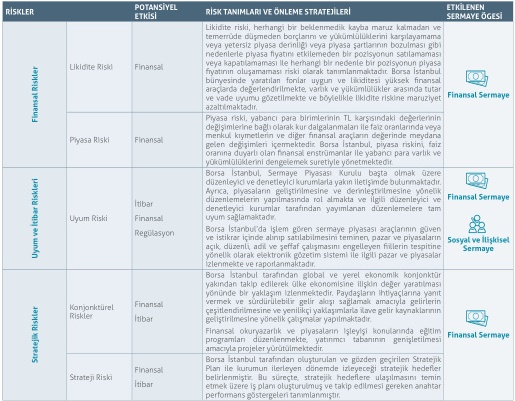 RİSKLER
POTANSİYEL
ETKİSİ
RİSK TANIMLARI VE ÖNLEME STRATEJİLERİ
ETKİLENEN
SERMAYE ÖGESİ
Finansal Riskler
Likidite Riski
Finansal
Likidite riski, herhangi bir beklenmedik kayba maruz kalmadan ve
temerrüde düşmeden borçlarını ve yükümlülüklerini karşılayamama
veya yetersiz piyasa derinliği veya piyasa şartlarının bozulması gibi
nedenlerle piyasa fiyatını etkilemeden bir pozisyonun satılamaması
veya kapatılamaması ile herhangi bir nedenle bir pozisyonun piyasa
fiyatının oluşmaması riski olarak tanımlanmaktadır. Borsa İstanbul
bünyesinde yaratılan fonlar uygun ve likiditesi yüksek finansal
araçlarda değerlendirilmekte, varlık ve yükümlülükler arasında tutar
ve vade uyumu gözetilmekte ve böylelikle likidite riskine maruziyet
azaltılmaktadır.
Finansal Sermaye
Piyasa Riski
Finansal
Piyasa riski, yabancı para birimlerinin TL karşısındaki değerlerinin
değişimlerine bağlı olarak kur dalgalanmaları ile faiz oranlarında veya
menkul kıymetlerin ve diğer finansal araçların değerinde meydana
gelen değişimleri içermektedir. Borsa İstanbul, piyasa riskini, faiz
oranına duyarlı olan finansal enstrümanlar ile yabancı para varlık ve
yükümlülüklerini dengelemek suretiyle yönetmektedir.
Uyum ve İtibar Riskleri
Uyum Riski
İtibar
Finansal
Regülasyon
Borsa İstanbul, Sermaye Piyasası Kurulu başta olmak üzere
düzenleyici ve denetleyici kurumlarla yakın iletişimde bulunmaktadır.
Ayrıca, piyasaların geliştirilmesine ve derinleştirilmesine yönelik
düzenlemelerin yapılmasında rol almakta ve ilgili düzenleyici ve
denetleyici kurumlar tarafından yayımlanan düzenlemelere tam
uyum sağlamaktadır.
Borsa İstanbul'da işlem gören sermaye piyasası araçlarının güven
ve istikrar içinde alınıp satılabilmesini teminen, pazar ve piyasaların
açık, düzenli, adil ve şeffaf çalışmasını engelleyen fiillerin tespitine
yönelik olarak elektronik gözetim sistemi ile ilgili pazar ve piyasalar
izlenmekte ve raporlanmaktadır.
Finansal Sermaye
Sosyal ve İlişkisel
Sermaye
Stratejik Riskler
Konjonktürel
Riskler
Finansal
İtibar
Borsa İstanbul tarafından global ve yerel ekonomik konjonktür
yakından takip edilerek ülke ekonomisine ilişkin değer yaratılması
yönünde bir yaklaşım izlenmektedir. Paydaşların ihtiyaçlarına yanıt
vermek ve sürdürülebilir gelir akışı sağlamak amacıyla gelirlerin
çeşitlendirilmesine ve yenilikçi yaklaşımlarla ilave gelir kaynaklarının
geliştirilmesine yönelik çalışmalar yapılmaktadır.
Finansal okuryazarlık ve piyasaların işleyişi konularında eğitim
programları düzenlenmekte, yatırımcı tabanının genişletilmesi
amacıyla projeler yürütülmektedir.
Finansal Sermaye
Strateji Riski
Finansal
İtibar
Borsa İstanbul tarafından oluşturulan ve gözden geçirilen Stratejik
Plan ile kurumun ilerleyen dönemde izleyeceği stratejik hedefler
belirlenmiştir. Bu süreçte, stratejik hedeflere ulaşılmasını temin
etmek üzere iş planı oluşturulmuş ve takip edilmesi gereken anahtar
performans göstergeleri tanımlanmıştır.